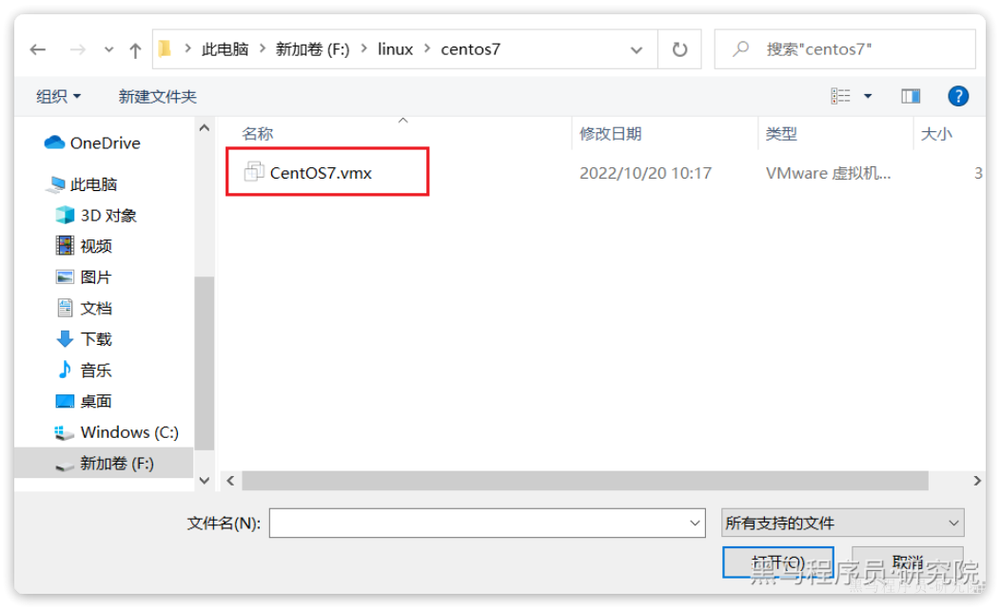 此电脑 新加卷 (F:) linux centos7 搜索"centos7"
组织 新建文件夹
名称 修改日期 类型 大小
CentOS7.vmx 2022/10/20 10:17 VMware 虚拟机... 3
OneDrive
此电脑
3D 对象
视频
图片
文档
下载
音乐
桌面
Windows (C:)
新加卷 (F:)
文件名(N): 所有支持的文件
打开(O) 取消
黑马程序员-研究院